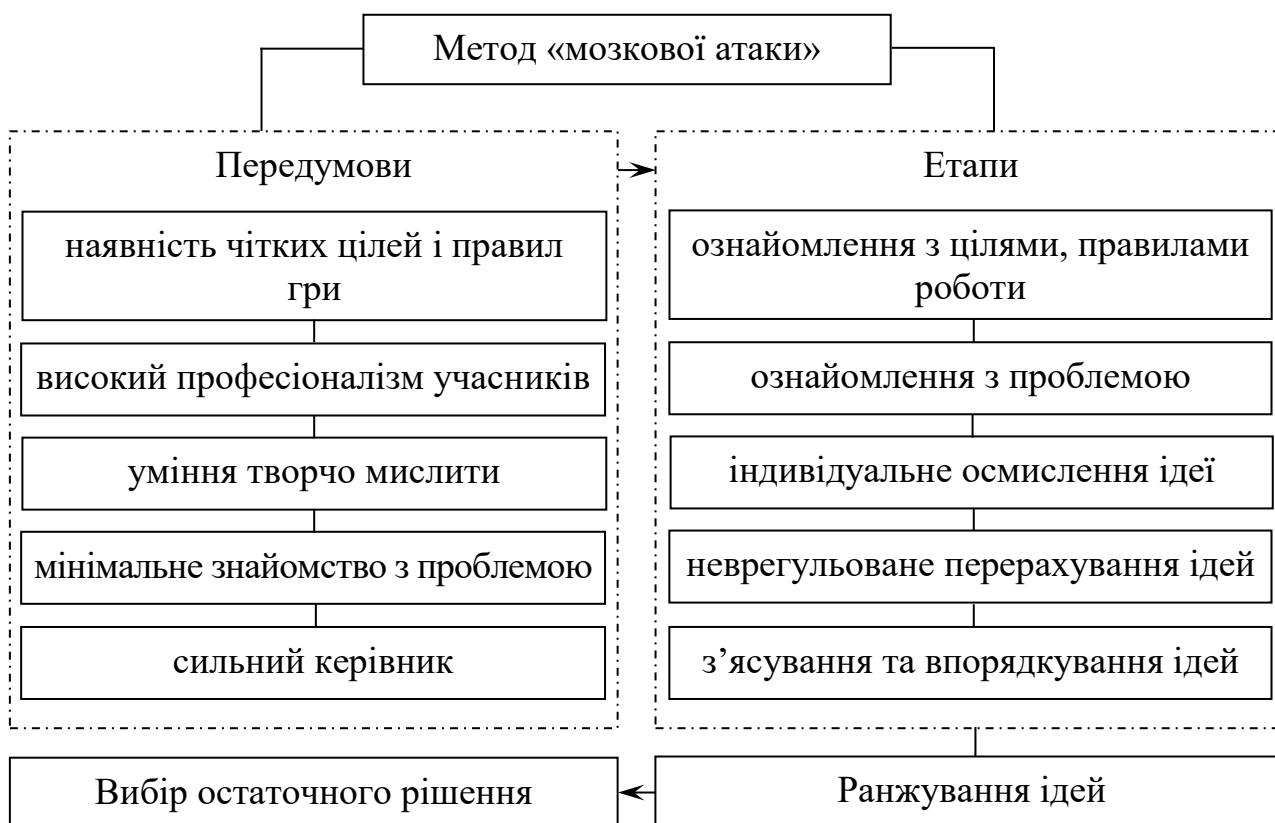 Метод «мозкової атаки»
Передумови
наявність чітких цілей і правил
гри
високий професіоналізм учасників
уміння творчо мислити
мінімальне знайомство з проблемою
сильний керівник
Етапи
ознайомлення з цілями, правилами
роботи
ознайомлення з проблемою
індивідуальне осмислення ідеї
неврегульоване перерахування ідей
з’ясування та впорядкування ідей
Вибір остаточного рішення
Ранжування ідей